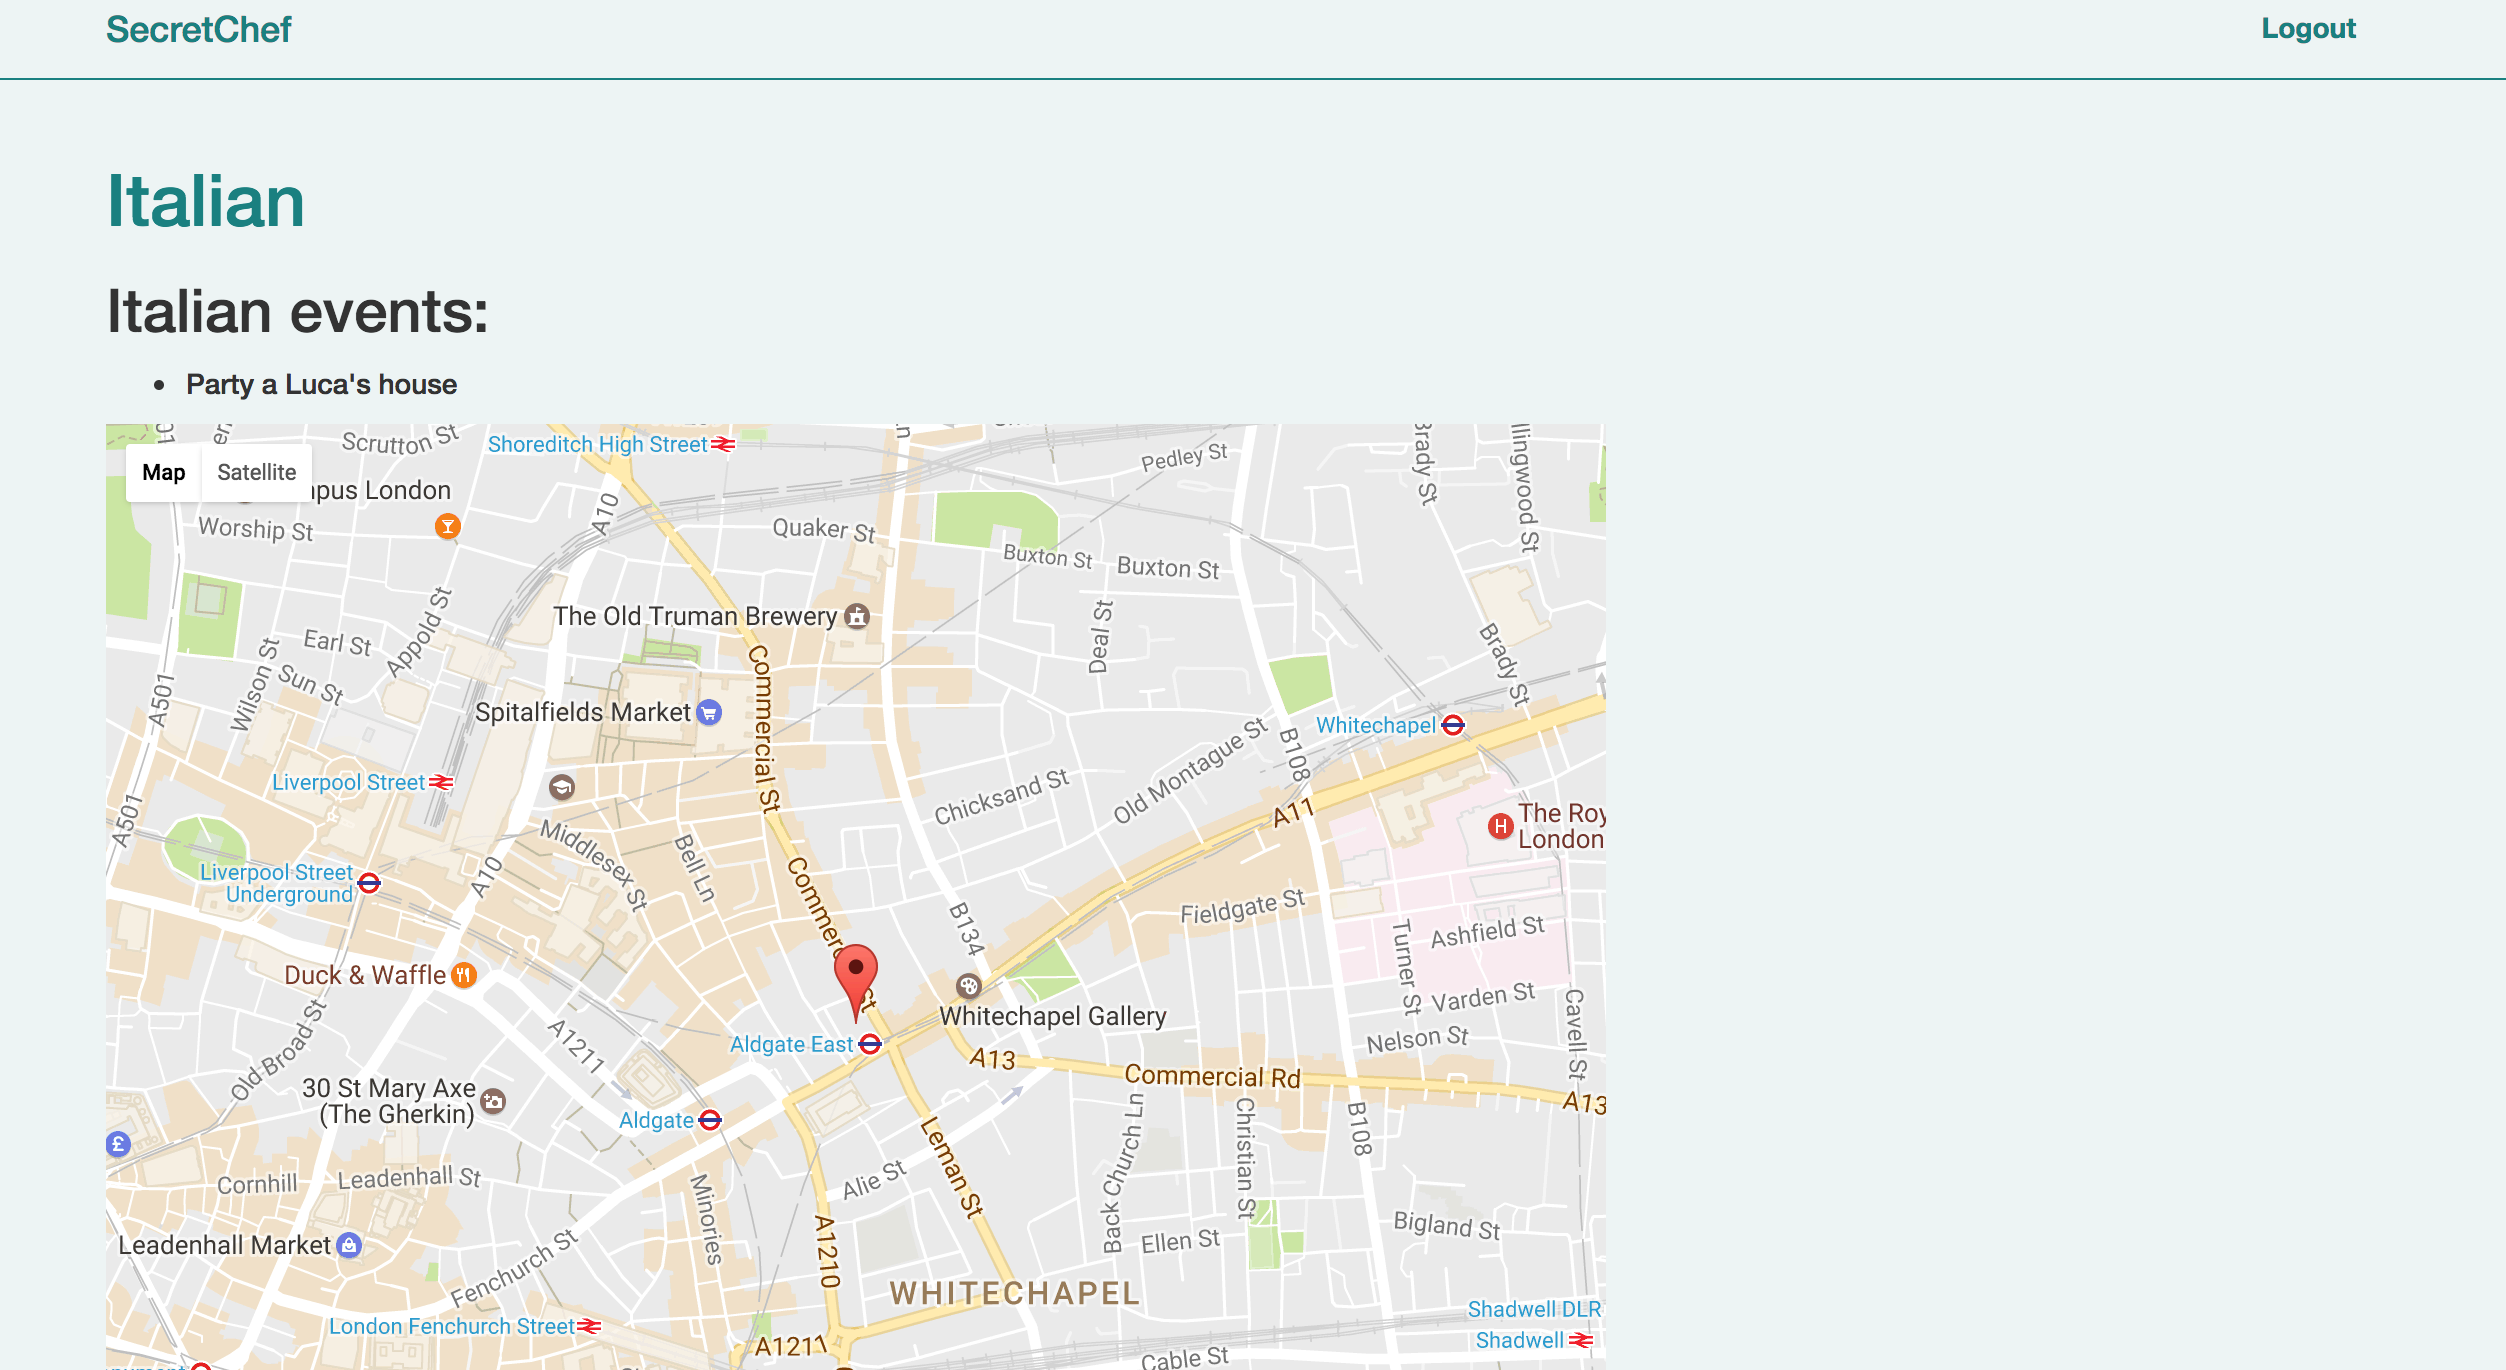 SecretChef
Logout
Italian
Italian events:
Party a Luca's house
Map
Satellite
Scrutton St
Shoreditch High Street
Pedley St
Brady St
llingwood St
pus London
Worship St
A10
Quaker St
Buxton St
Buxton St
The Old Truman Brewery
Appold St
Earl St
Sun St
Wilson St
Deal St
Brady St
A501
Commercial St
Spitalfields Market
Whitechapel
B108
Old Montague St
Liverpool Street
Chicksand St
A11
A501
The Roy
London
Middlesex St
Bell Ln
Liverpool Street
Underground
A10
Commerc
St
B134
Fieldgate St
Turner St
Ashfield St
Duck & Waffle
Varden St
Cavell St
Whitechapel Gallery
Old Broad St
A1211
Aldgate East
Nelson St
A13
Commercial Rd
30 St Mary Axe
(The Gherkin)
A13
Aldgate
£
H
Leman St
Back Church Ln
Christian St
B108
Cornhill
Leadenhall St
Minories
Alie St
Bigland St
Leadenhall Market
Fenchurch St
A1210
Ellen St
WHITECHAPEL
London Fenchurch Street
Shadwell DLR
Shadwell
A1211
Cable St